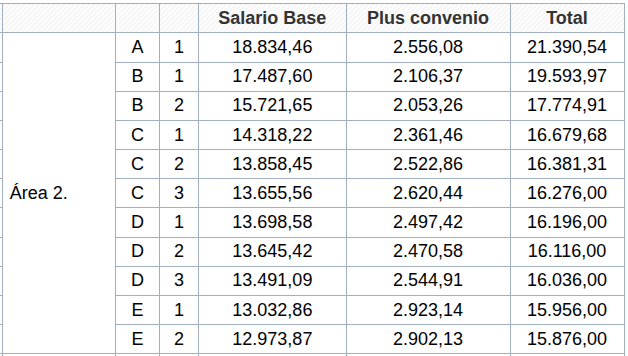 Salario Base Plus convenio Total
A 1 18.834,46 2.556,08 21.390,54
B 1 17.487,60 2.106,37 19.593,97
B 2 15.721,65 2.053,26 17.774,91
C 1 14.318,22 2.361,46 16.679,68
C 2 13.858,45 2.522,86 16.381,31
Área 2. C 3 13.655,56 2.620,44 16.276,00
D 1 13.698,58 2.497,42 16.196,00
D 2 13.645,42 2.470,58 16.116,00
D 3 13.491,09 2.544,91 16.036,00
E 1 13.032,86 2.923,14 15.956,00
E 2 12.973,87 2.902,13 15.876,00